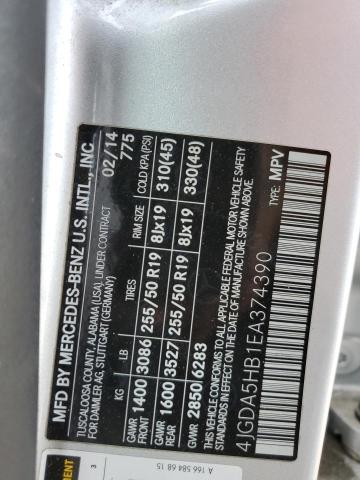 MFD BY MERCEDES-BENZ U.S. INTL., INC.
TUSCALOOSA COUNTY, ALABAMA (USA). UNDER CONTRACT
FOR DAIMLER AG, STUTTGART (GERMANY)
02/14
775
KG LB TIRES RIM SIZE COLD KPA(PSI)
GAWR FRONT 1400 3086 255/50 R19 8Jx19 310(45)
GAWR REAR 1600 3527 255/50 R19 8Jx19 330(48)
GVWR 2850 6283
THIS VEHICLE CONFORMS TO ALL APPLICABLE FEDERAL MOTOR VEHICLE SAFETY
STANDARDS IN EFFECT ON THE DATE OF MANUFACTURE SHOWN ABOVE.
4JGDA5HB1EA374390 TYPE: MPV
A 166 584 68 15
3